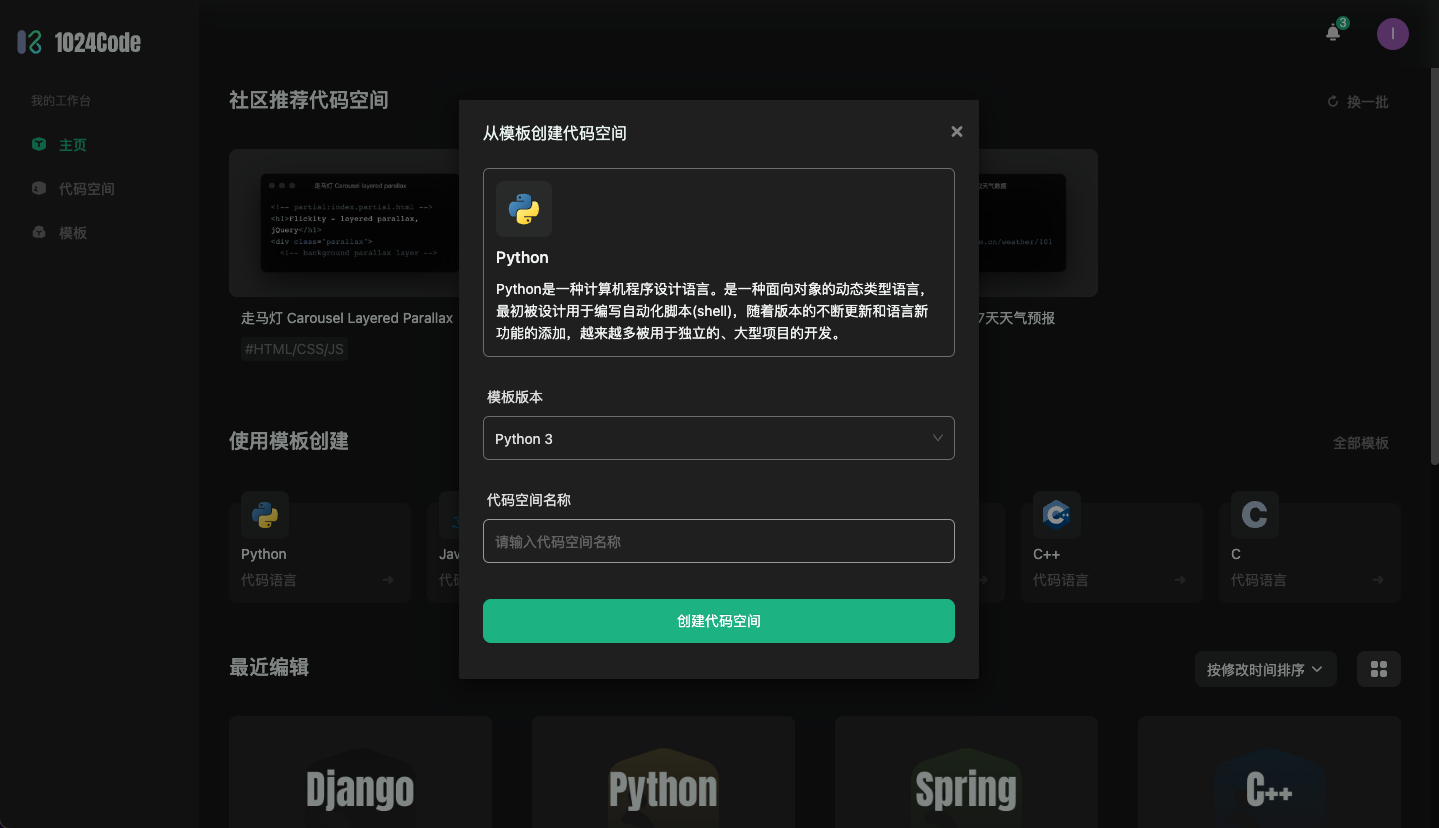 1024Code
3
I
我的工作台
主页
代码空间
模板
社区推荐代码空间
换一批
走马灯 Carousel layered parallax
<!-- partial:index.partial.html -->
<h1>Flickity - layered parallax,
jQuery</h1>
<div class="parallax">
<!-- background parallax layer -->
走马灯 Carousel Layered Parallax
#HTML/CSS/JS
天气数据
n.cn/weather/101
7天天气预报
从模板创建代码空间
Python
Python是一种计算机程序设计语言。是一种面向对象的动态类型语言，
最初被设计用于编写自动化脚本(shell)，随着版本的不断更新和语言新
功能的添加，越来越多被用于独立的、大型项目的开发。
模板版本
Python 3
代码空间名称
请输入代码空间名称
创建代码空间
使用模板创建
全部模板
Python
代码语言
Jav
代码
C++
代码语言
C
代码语言
最近编辑
按修改时间排序
Django
Python
Spring
C++